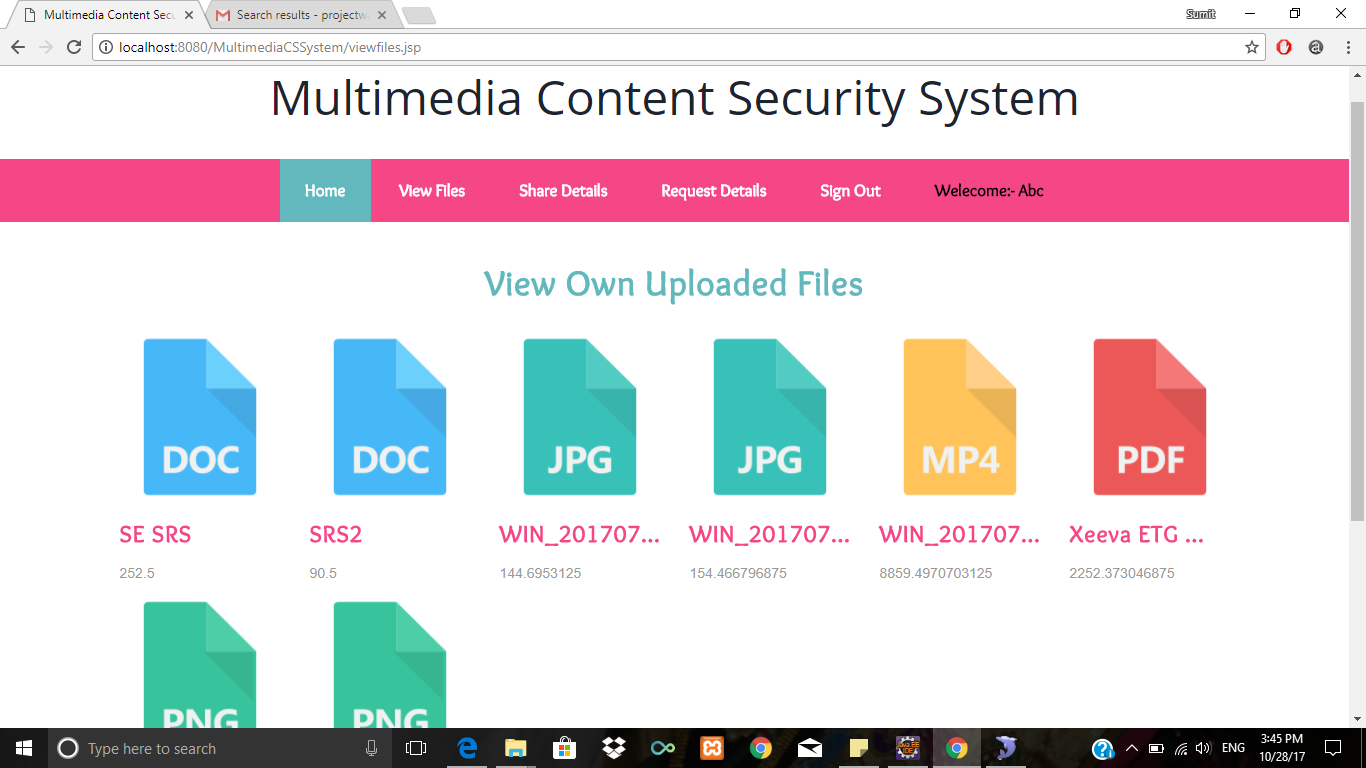 Multimedia Content Secu
Search results - projectw
Sumit
localhost:8080/MultimediaCSSystem/viewfiles.jsp
Multimedia Content Security System
Home View Files Share Details Request Details Sign Out Welecome:- Abc
View Own Uploaded Files
DOC DOC JPG JPG MP4 PDF
SE SRS SRS2 WIN_201707... WIN_201707... WIN_201707... Xeeva ETG ...
252.5 90.5 144.6953125 154.466796875 8859.4970703125 2252.373046875
PNG PNG
Type here to search
ENG
3:45 PM
10/28/17